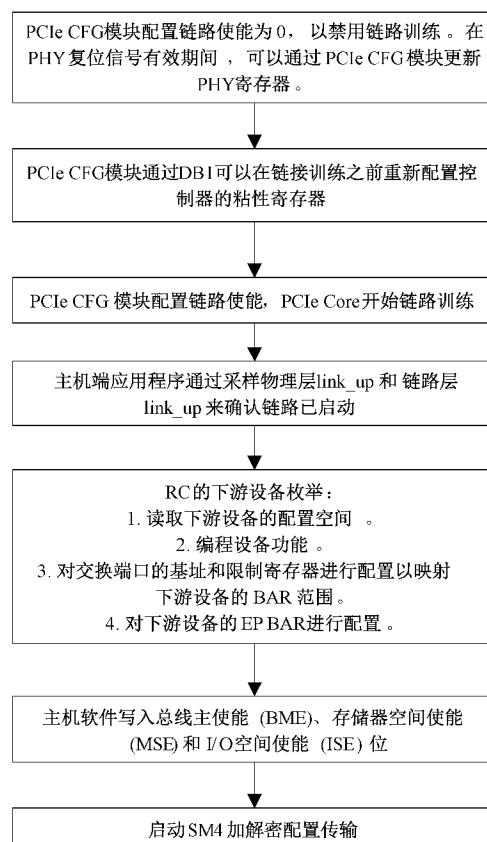 PCIe CFG模块配置链路使能为0，以禁用链路训练。在
PHY复位信号有效期间，可以通过PCIe CFG模块更新
PHY寄存器。
PCIe CFG模块通过DBI可以在链接训练之前重新配置控
制器的粘性寄存器
PCIe CFG 模块配置链路使能，PCIe Core开始链路训练
主机端应用程序通过采样物理层link_up 和 链路层
link_up 来确认链路已启动
RC的下游设备枚举：
1. 读取下游设备的配置空间 。
2. 编程设备功能 。
3. 对交换端口的基址和限制寄存器进行配置以映射
下游设备的 BAR 范围。
4. 对下游设备的 EP BAR进行配置 。
主机软件写入总线主使能 (BME)、存储器空间使能
(MSE) 和 I/O空间使能 (ISE) 位
启动SM4加解密配置传输